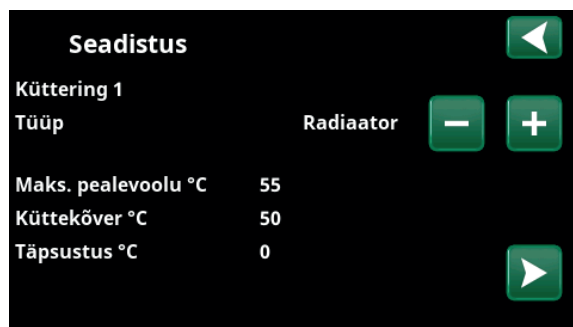 Seadistus
Küttering 1
Tüüp Radiaator
Maks. pealevoolu °C 55
Küttekõver °C 50
Täpsustus °C 0